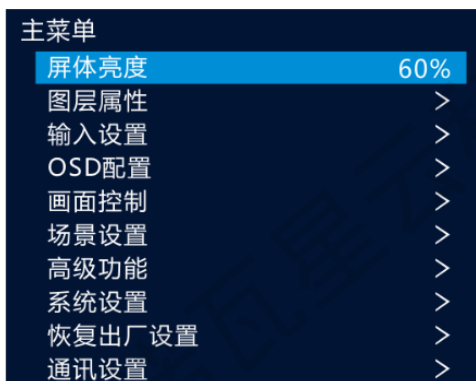 主菜单
屏体亮度 60%
图层属性 >
输入设置 >
OSD配置 >
画面控制 >
场景设置 >
高级功能 >
系统设置 >
恢复出厂设置 >
通讯设置 >